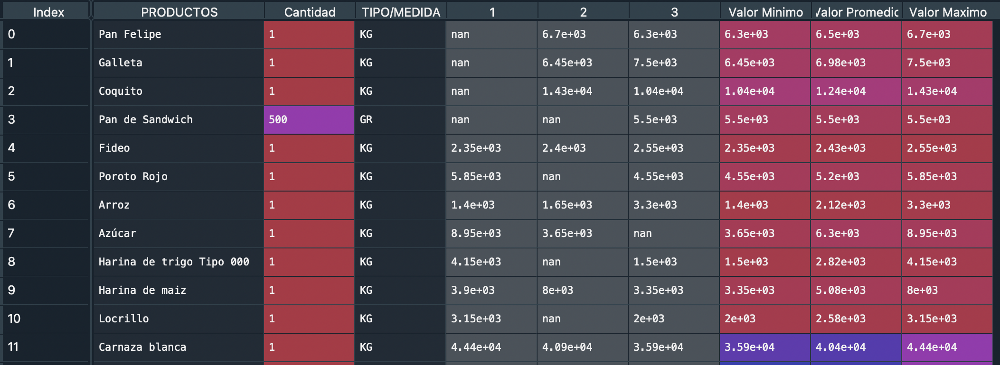 Index PRODUCTOS Cantidad TIPO/MEDIDA 1 2 3 Valor Minimo Valor Promedic Valor Maximo
0 Pan Felipe 1 KG nan 6.7e+03 6.3e+03 6.3e+03 6.5e+03 6.7e+03
1 Galleta 1 KG nan 6.45e+03 7.5e+03 6.45e+03 6.98e+03 7.5e+03
2 Coquito 1 KG nan 1.43e+04 1.04e+04 1.04e+04 1.24e+04 1.43e+04
3 Pan de Sandwich 500 GR nan nan 5.5e+03 5.5e+03 5.5e+03 5.5e+03
4 Fideo 1 KG 2.35e+03 2.4e+03 2.55e+03 2.35e+03 2.43e+03 2.55e+03
5 Poroto Rojo 1 KG 5.85e+03 nan 4.55e+03 4.55e+03 5.2e+03 5.85e+03
6 Arroz 1 KG 1.4e+03 1.65e+03 3.3e+03 1.4e+03 2.12e+03 3.3e+03
7 Azúcar 1 KG 8.95e+03 3.65e+03 nan 3.65e+03 6.3e+03 8.95e+03
8 Harina de trigo Tipo 000 1 KG 4.15e+03 nan 1.5e+03 1.5e+03 2.82e+03 4.15e+03
9 Harina de maiz 1 KG 3.9e+03 8e+03 3.35e+03 3.35e+03 5.08e+03 8e+03
10 Locrillo 1 KG 3.15e+03 nan 2e+03 2e+03 2.58e+03 3.15e+03
11 Carnaza blanca 1 KG 4.44e+04 4.09e+04 3.59e+04 3.59e+04 4.04e+04 4.44e+04